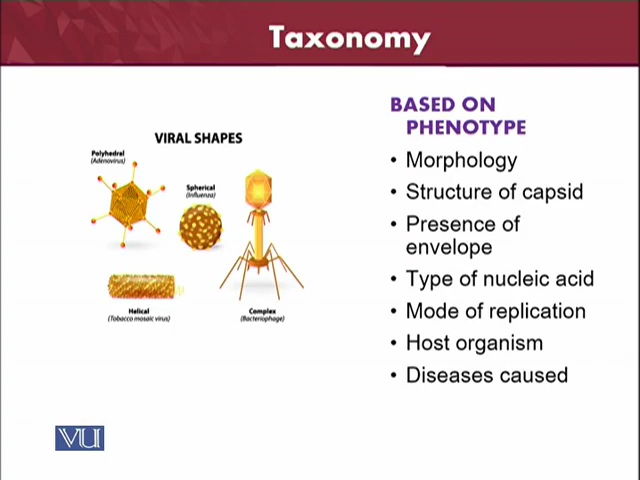 Taxonomy
VIRAL SHAPES
Polyhedral
(Adenovirus)
Spherical
(Influenza)
Helical
(Tobacco mosaic virus)
Complex
(Bacteriophage)
BASED ON
PHENOTYPE
• Morphology
• Structure of capsid
• Presence of
envelope
• Type of nucleic acid
• Mode of replication
• Host organism
• Diseases caused
VU